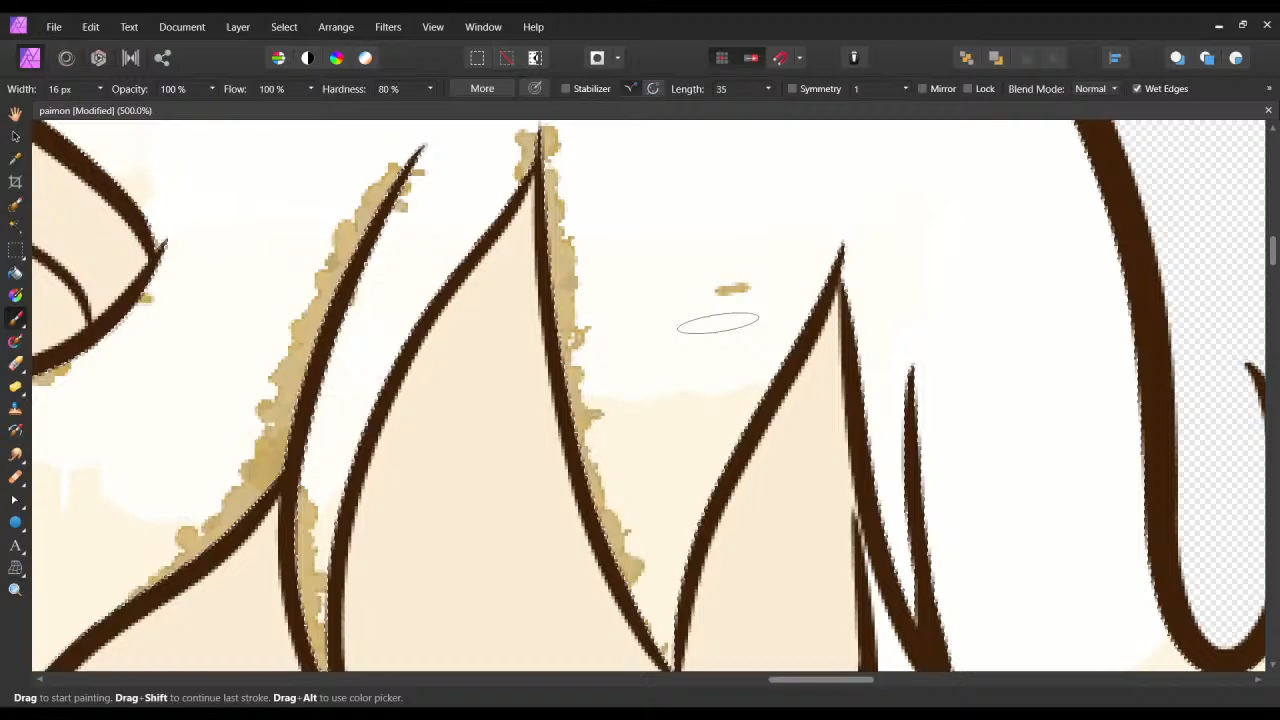 File Edit Text Document Layer Select Arrange Filters View Window Help
Width: 16 px Opacity: 100 % Flow: 100 % Hardness: 80 % More Stabilizer Length: 35 Symmetry 1 Mirror Lock Blend Mode: Normal Wet Edges
paimon [Modified] (500.0%)
Drag to start painting. Drag+Shift to continue last stroke. Drag+Alt to use color picker.